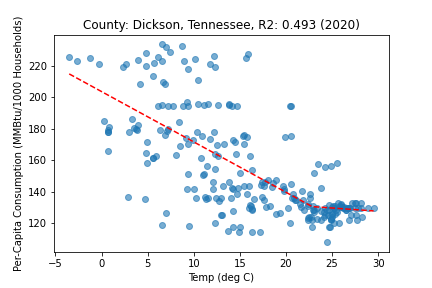 County: Dickson, Tennessee, R2: 0.493 (2020)
Per-Capita Consumption (MMBtu/1000 Households)
220
200
180
160
140
120
−5 0 5 10 15 20 25 30
Temp (deg C)